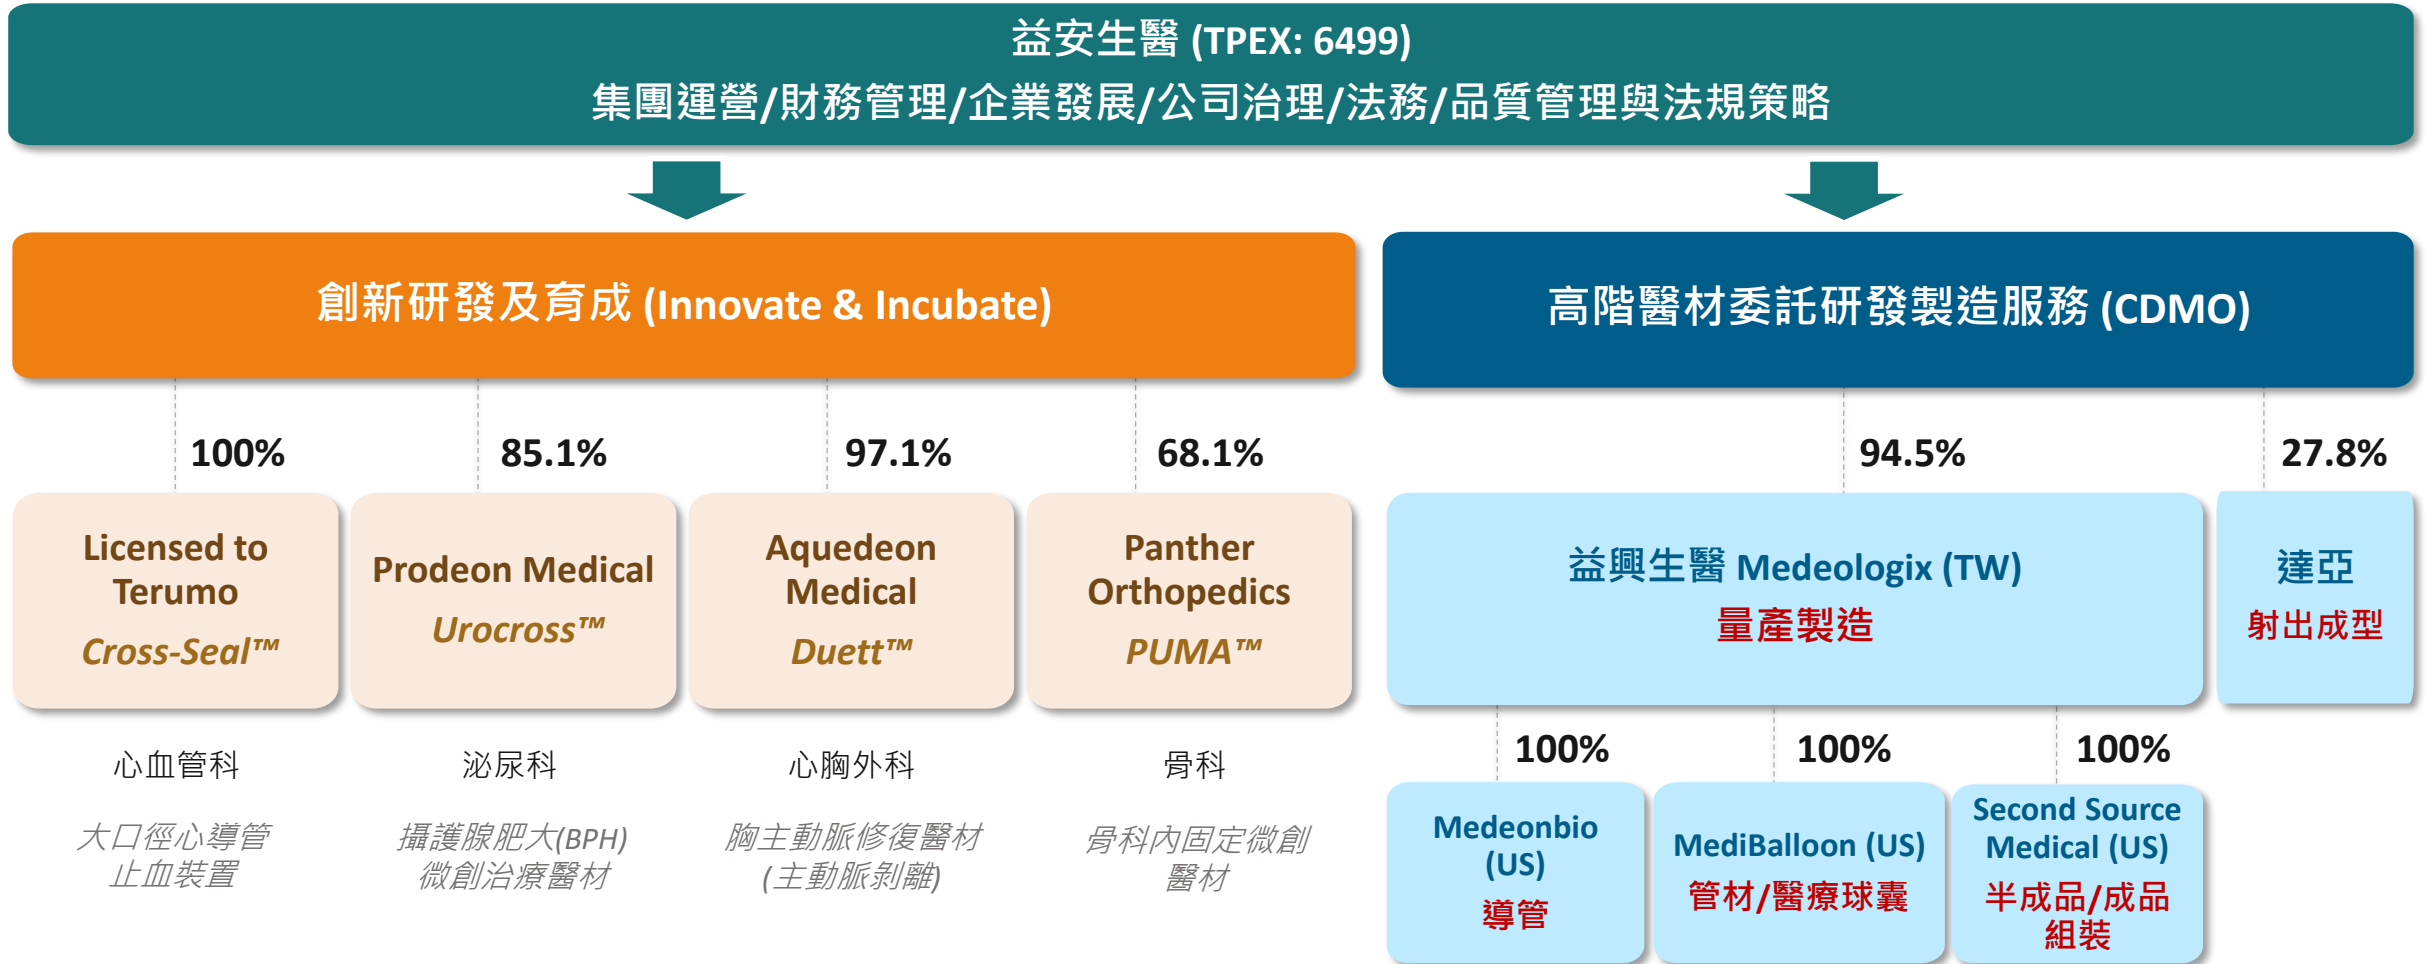 益安生醫 (TPEX: 6499)
集團運營/財務管理/企業發展/公司治理/法務/品質管理與法規策略
創新研發及育成 (Innovate & Incubate)
高階醫材委託研發製造服務 (CDMO)
100%
85.1%
97.1%
68.1%
94.5%
27.8%
Licensed to
Terumo
Cross-Seal™
Prodeon Medical
Urocross™
Aquedeon
Medical
Duett™
Panther
Orthopedics
PUMA™
益興生醫 Medeologix (TW)
量產製造
達亞
射出成型
心血管科
大口徑心導管
止血裝置
泌尿科
攝護腺肥大(BPH)
微創治療醫材
心胸外科
胸主動脈修復醫材
(主動脈剝離)
骨科
骨科內固定微創
醫材
100%
100%
100%
Medeonbio
(US)
導管
MediBalloon (US)
管材/醫療球囊
Second Source
Medical (US)
半成品/成品
組裝